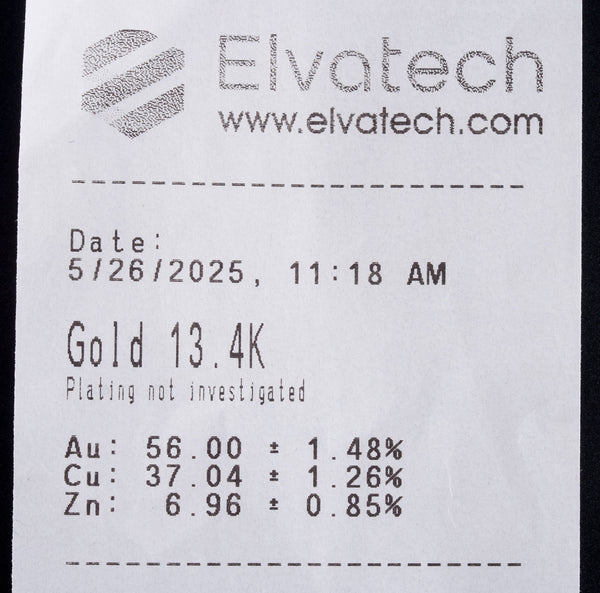 Elvatech
www.elvatech.com
Date:
5/26/2025, 11:18 AM
Gold 13.4K
Plating not investigated
Au: 56.00 ± 1.48%
Cu: 37.04 ± 1.26%
Zn: 6.96 ± 0.85%